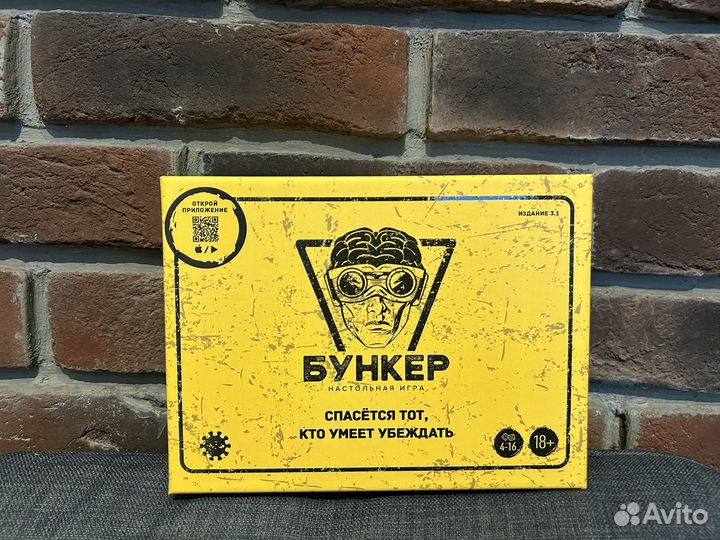 ОТКРОЙ
ПРИЛОЖЕНИЕ
ИЗДАНИЕ 3.1
БУНКЕР
НАСТОЛЬНАЯ ИГРА
СПАСЁТСЯ ТОТ,
КТО УМЕЕТ УБЕЖДАТЬ
4-16
18+
Avito